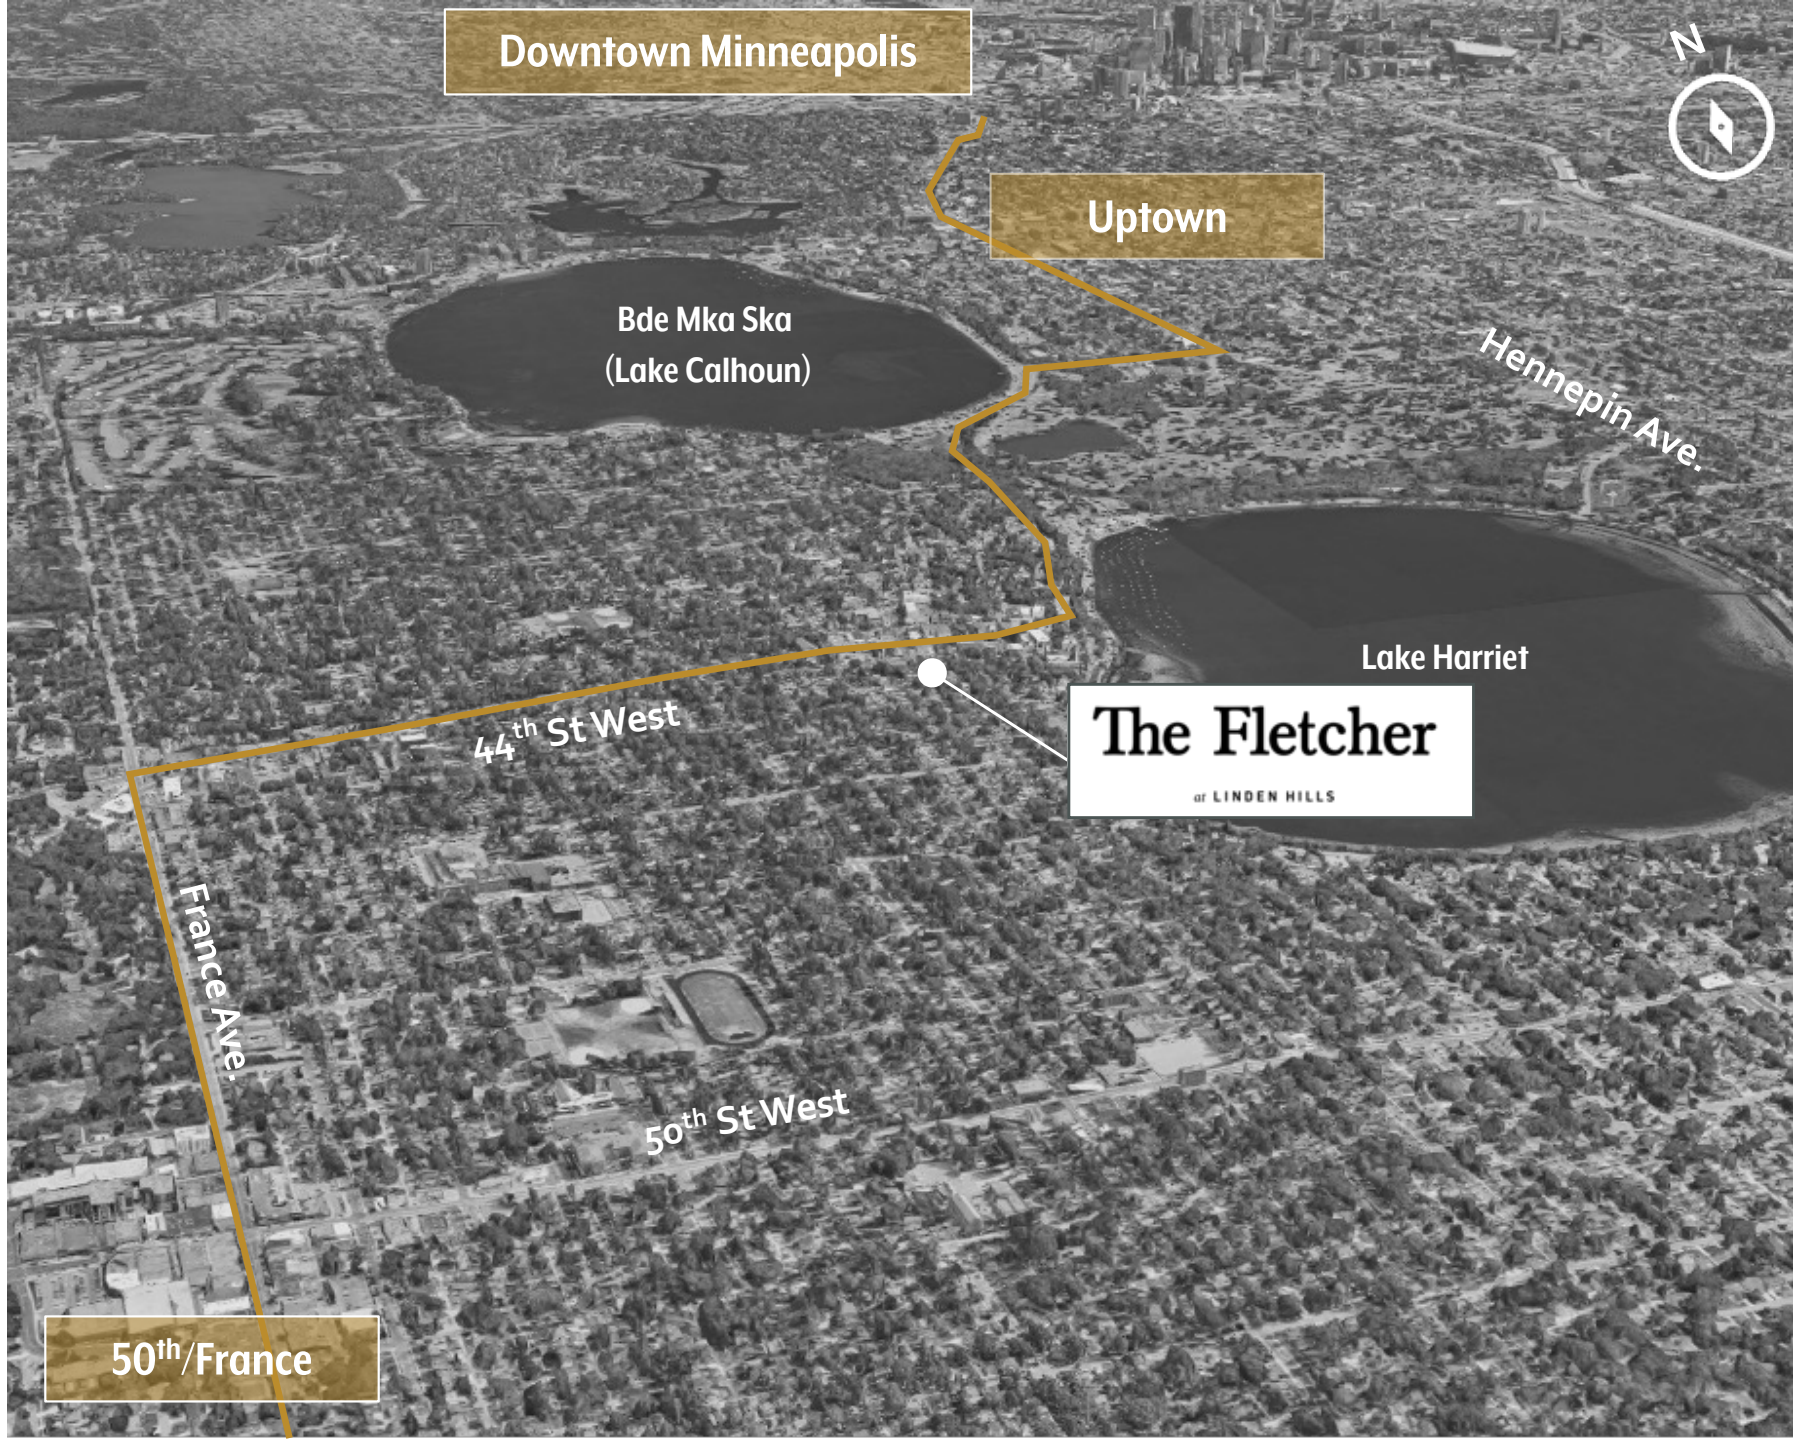 Downtown Minneapolis
N
Uptown
Bde Mka Ska
(Lake Calhoun)
Hennepin Ave.
Lake Harriet
44th St West
The Fletcher
at LINDEN HILLS
France Ave.
50th St West
50th/France